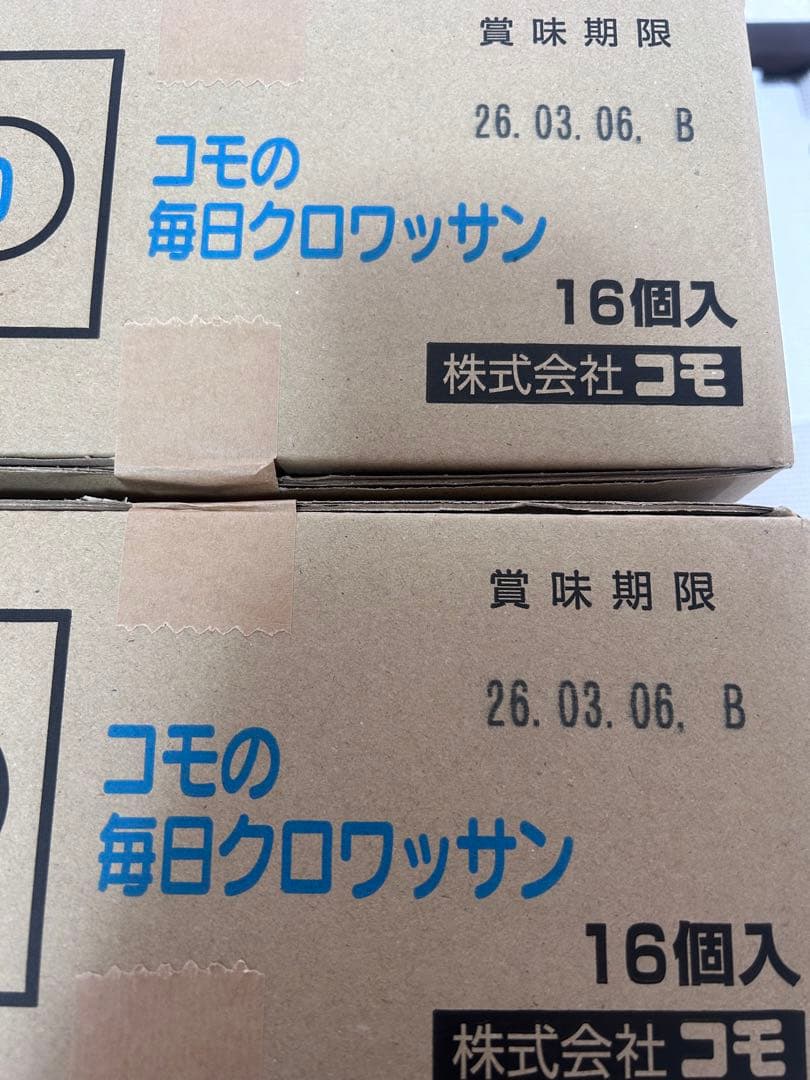 賞味期限
26.03.06. B
コモの
毎日クロワッサン
16個入
株式会社コモ
賞味期限
26.03.06. B
コモの
毎日クロワッサン
16個入
株式会社コモ